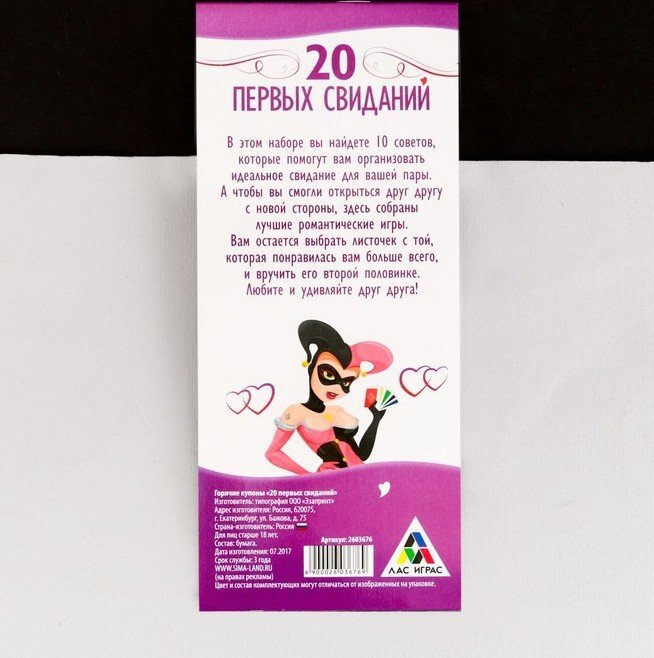 20
ПЕРВЫХ СВИДАНИЙ
В этом наборе вы найдете 10 советов,
которые помогут вам организовать
идеальное свидание для вашей пары.
А чтобы вы смогли открыться друг другу
с новой стороны, здесь собраны
лучшие романтические игры.
Вам остается выбрать листочек с той,
которая понравилась вам больше всего,
и вручить его второй половинке.
Любите и удивляйте друг друга!
Горячие купоны «20 первых свиданий»
Изготовитель: типография ООО «Эзапринт»
Адрес изготовителя: Россия, 620075,
г. Екатеринбург, ул. Бажова, д. 75
Страна-изготовитель: Россия
Для лиц старше 18 лет.
Состав: бумага.
Дата изготовления: 07.2017
Срок службы: 3 года
WWW.SIMA-LAND.RU
(на правах рекламы)
Цвет и состав комплектующих могут отличаться от изображенных на упаковке.
Артикул: 2603676
6 900026 036769
ЛАС ИГРАС